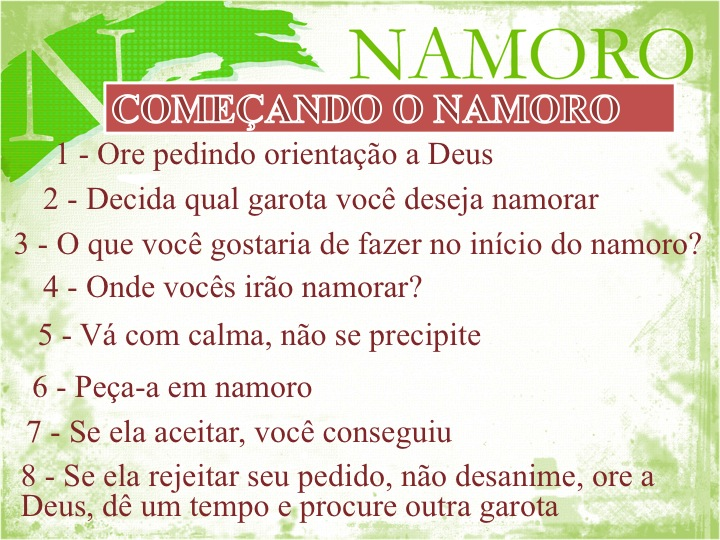 N
NAMORO
COMEÇANDO O NAMORO
1 - Ore pedindo orientação a Deus
2 - Decida qual garota você deseja namorar
3 - O que você gostaria de fazer no início do namoro?
4 - Onde vocês irão namorar?
5 - Vá com calma, não se precipite
6 - Peça-a em namoro
7 - Se ela aceitar, você conseguiu
8 - Se ela rejeitar seu pedido, não desanime, ore a
Deus, dê um tempo e procure outra garota